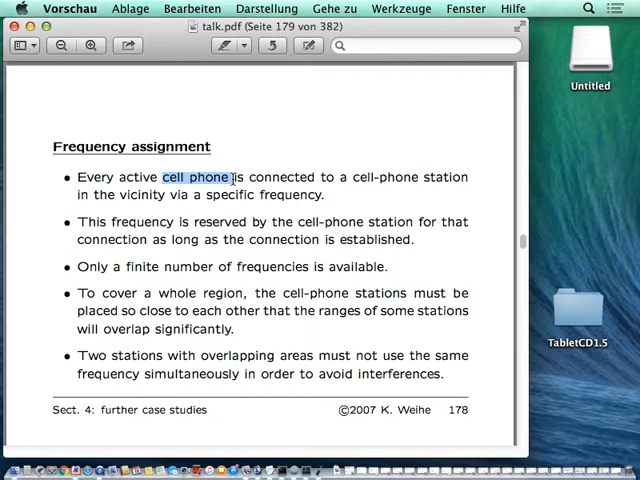 Vorschau Ablage Bearbeiten Darstellung Gehe zu Werkzeuge Fenster
talk.pdf (Seite 179 von 382)
Untitled
Frequency assignment
• Every active cell phone is connected to a cell-phone station
in the vicinity via a specific frequency.
• This frequency is reserved by the cell-phone station for that
connection as long as the connection is established.
• Only a finite number of frequencies is available.
• To cover a whole region, the cell-phone stations must be
placed so close to each other that the ranges of some stations
will overlap significantly.
TabletCD1.5
• Two stations with overlapping areas must not use the same
frequency simultaneously in order to avoid interferences.
Sect. 4: further case studies ©2007 K. Weihe 178